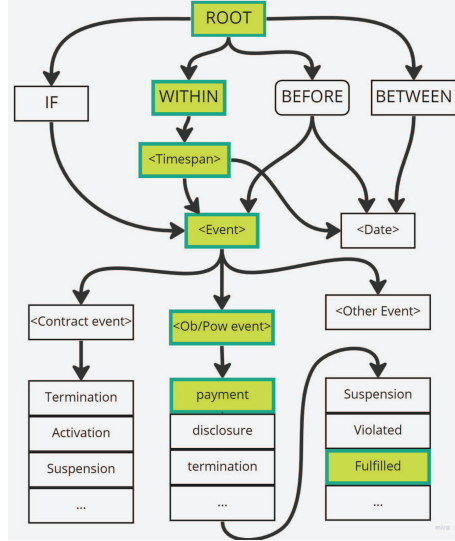 ROOT
IF
WITHIN
BEFORE
BETWEEN
<Timespan>
<Event>
<Date>
<Contract event>
<Ob/Pow event>
<Other Event>
Termination
Activation
Suspension
...
payment
disclosure
termination
...
Suspension
Violated
Fulfilled
...
miro